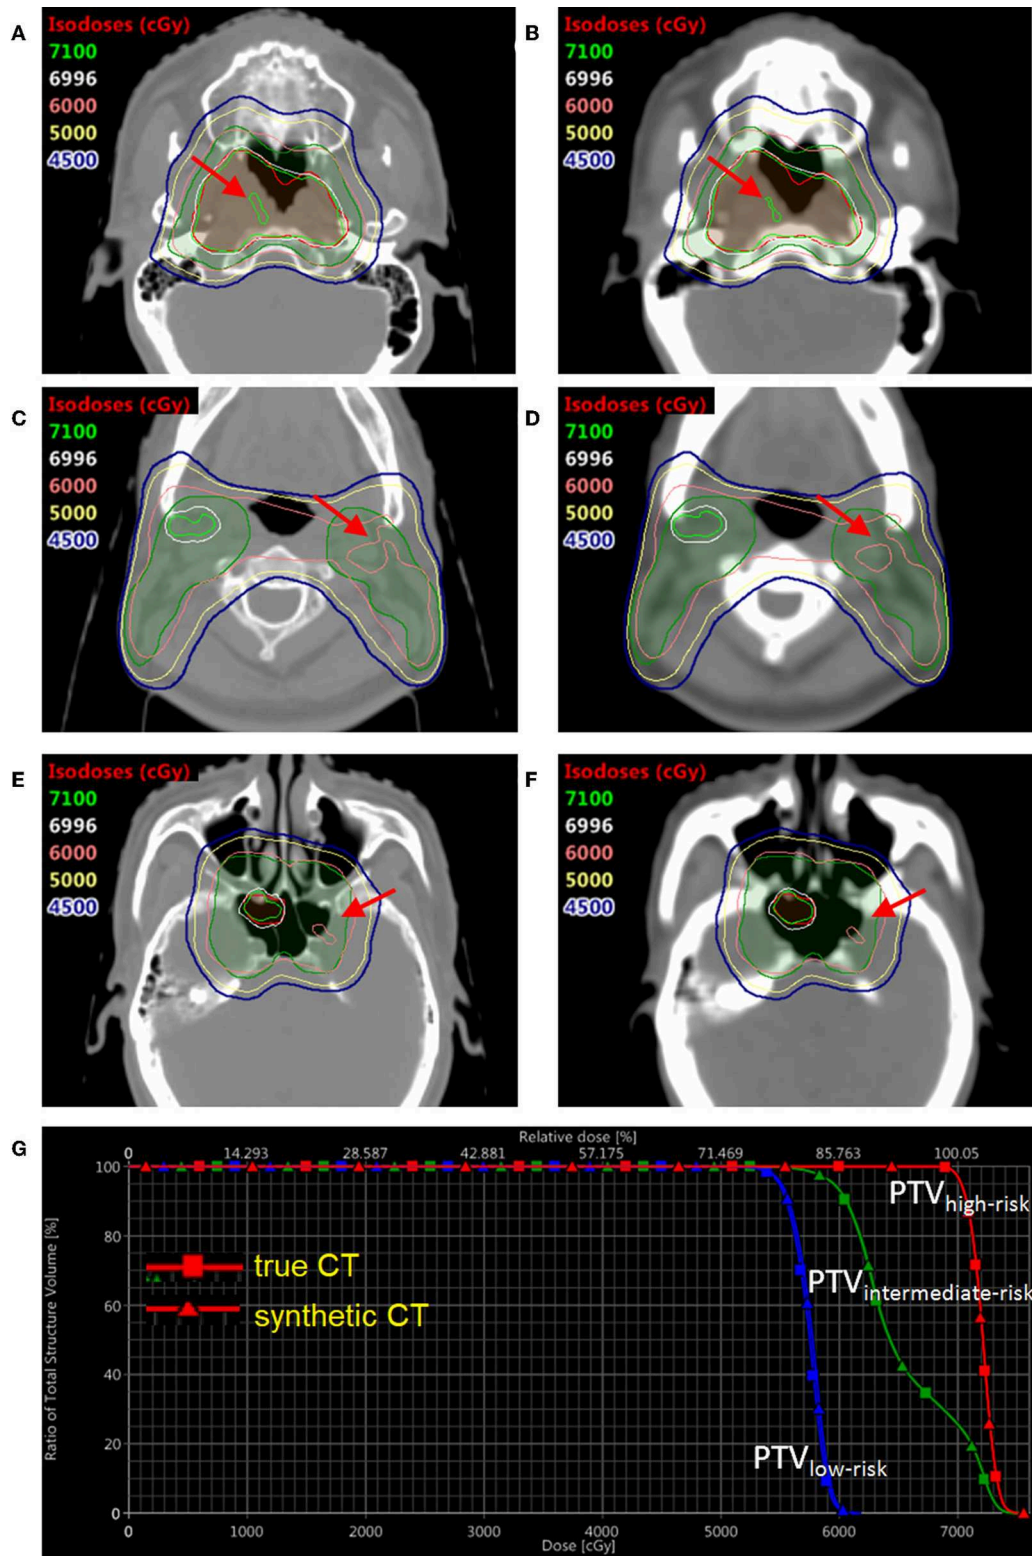 A
Isodoses (cGy)
7100
6996
6000
5000
4500
B
Isodoses (cGy)
7100
6996
6000
5000
4500
C
Isodoses (cGy)
7100
6996
6000
5000
4500
D
Isodoses (cGy)
7100
6996
6000
5000
4500
E
Isodoses (cGy)
7100
6996
6000
5000
4500
F
Isodoses (cGy)
7100
6996
6000
5000
4500
G
Relative dose [%]
0 14.293 28.587 42.881 57.175 71.469 85.763 100.05
Ratio of Total Structure Volume [%]
100
80
60
40
20
0
true CT
synthetic CT
PTVhigh-risk
PTVintermediate-risk
PTVlow-risk
0 1000 2000 3000 4000 5000 6000 7000
Dose [cGy]